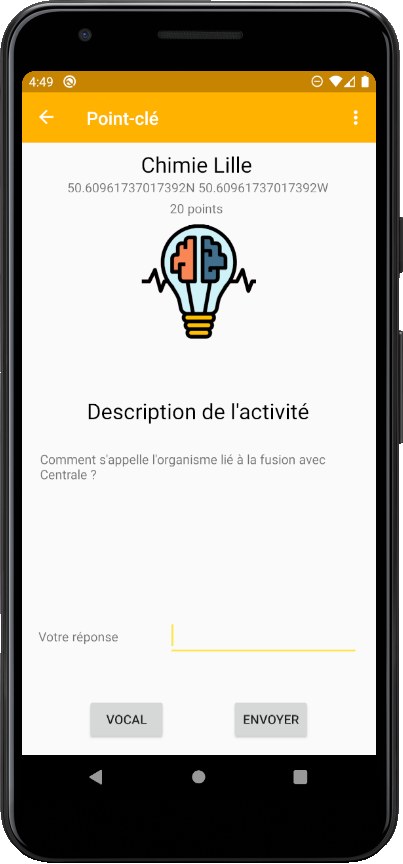 4:49
Point-clé
Chimie Lille
50.60961737017392N 50.60961737017392W
20 points
Description de l'activité
Comment s'appelle l'organisme lié à la fusion avec
Centrale ?
Votre réponse
VOCAL
ENVOYER